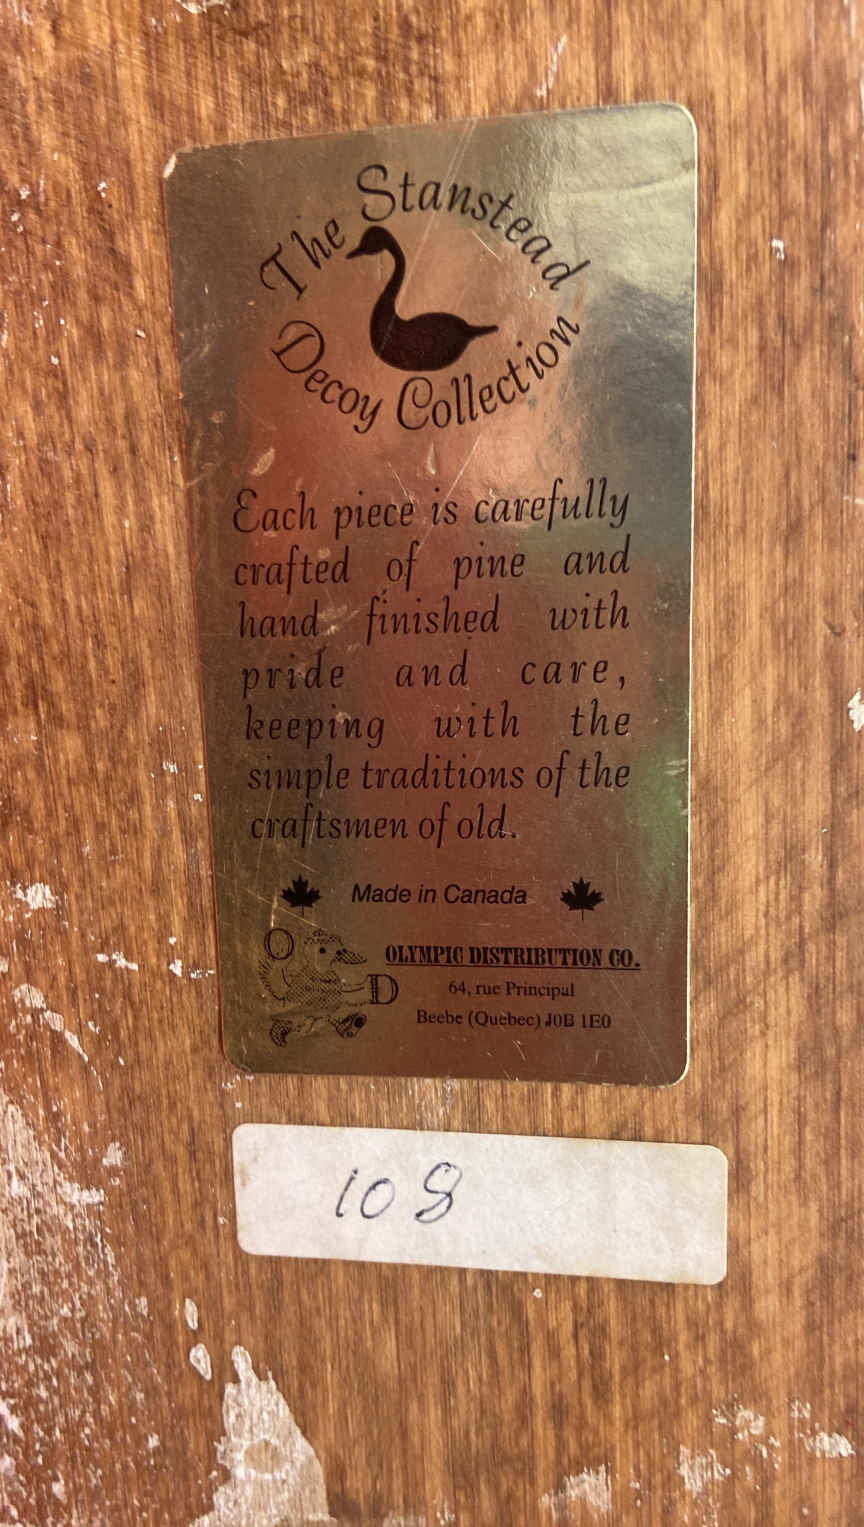 The Stanstead
Decoy Collection
Each piece is carefully
crafted of pine and
hand finished with
pride and care,
keeping with the
simple traditions of the
craftsmen of old.
Made in Canada
O
D
OLYMPIC DISTRIBUTION CO.
64, rue Principal
Beebe (Quebec) J0B 1E0
108